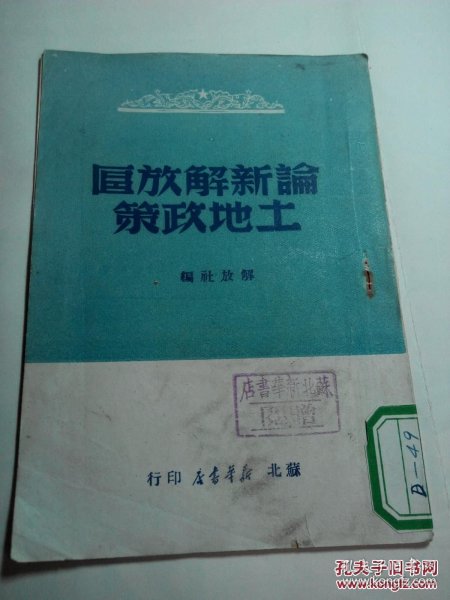 論新解放區
土地政策
解放社編
蘇北新華書店
贈閱
蘇北 新華書店 印行
D-49
孔夫子旧书网
www.kongfz.com